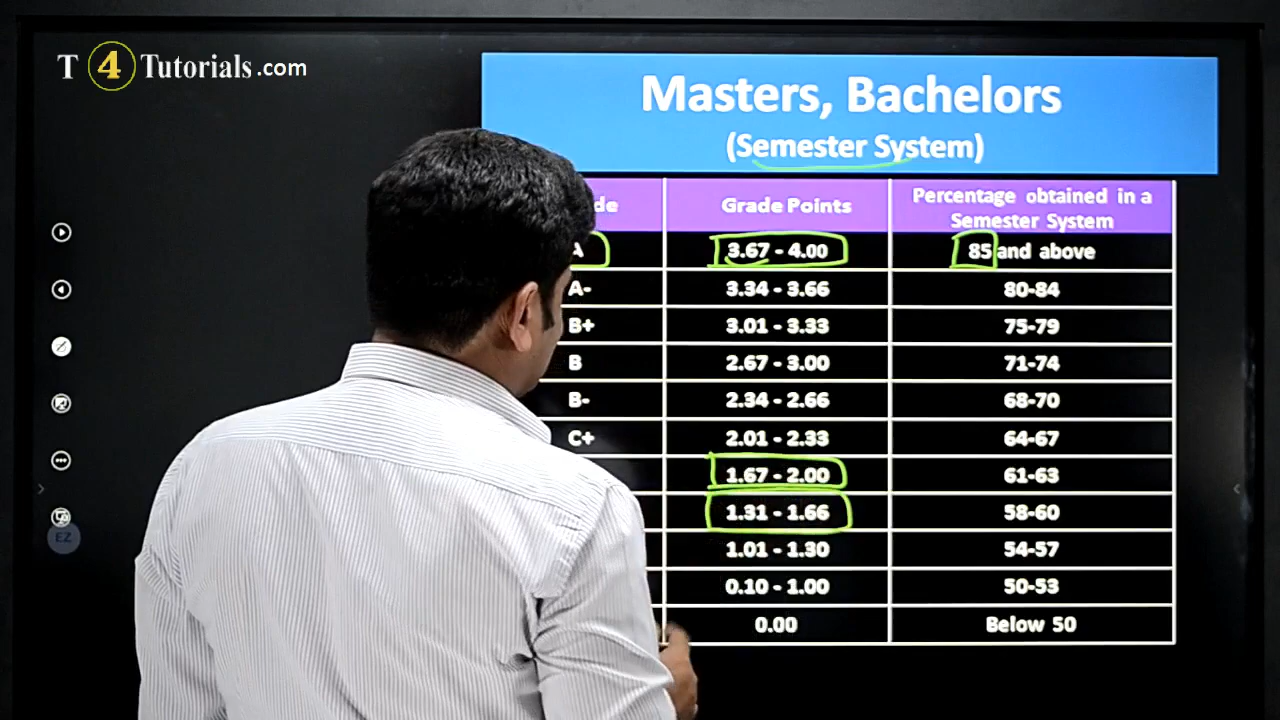 T 4 Tutorials .com
Masters, Bachelors
(Semester System)
Grade Points
Percentage obtained in a
Semester System
A 3.67 - 4.00 85 and above
A- 3.34 - 3.66 80-84
B+ 3.01 - 3.33 75-79
B 2.67 - 3.00 71-74
B- 2.34 - 2.66 68-70
C+ 2.01 - 2.33 64-67
1.67 - 2.00 61-63
1.31 - 1.66 58-60
1.01 - 1.30 54-57
0.10 - 1.00 50-53
0.00 Below 50
EZ